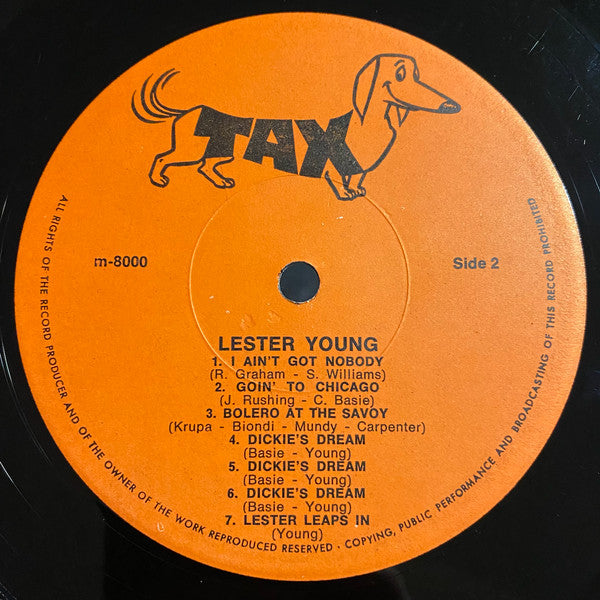 TAX
m-8000
Side 2
LESTER YOUNG
1. I AIN'T GOT NOBODY
(R. Graham - S. Williams)
2. GOIN' TO CHICAGO
(J. Rushing - C. Basie)
3. BOLERO AT THE SAVOY
(Krupa - Biondi - Mundy - Carpenter)
4. DICKIE'S DREAM
(Basie - Young)
5. DICKIE'S DREAM
(Basie - Young)
6. DICKIE'S DREAM
(Basie - Young)
7. LESTER LEAPS IN
(Young)
ALL RIGHTS OF THE RECORD PRODUCER AND OF THE OWNER OF THE WORK REPRODUCED RESERVED · COPYING, PUBLIC PERFORMANCE AND BROADCASTING OF THIS RECORD PROHIBITED